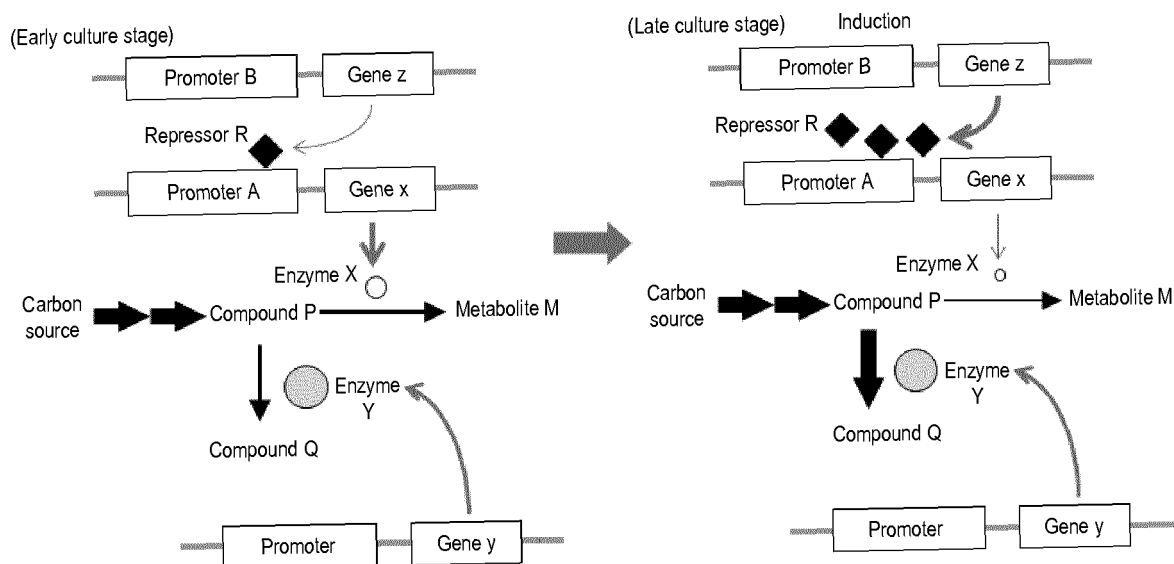 (Early culture stage)
Promoter B
Gene z
Repressor R
Promoter A
Gene x
Enzyme X
Carbon
source
Compound P
Metabolite M
Enzyme
Y
Compound Q
Promoter
Gene y
(Late culture stage)
Induction
Promoter B
Gene z
Repressor R
Promoter A
Gene x
Enzyme X
Carbon
source
Compound P
Metabolite M
Enzyme
Y
Compound Q
Promoter
Gene y